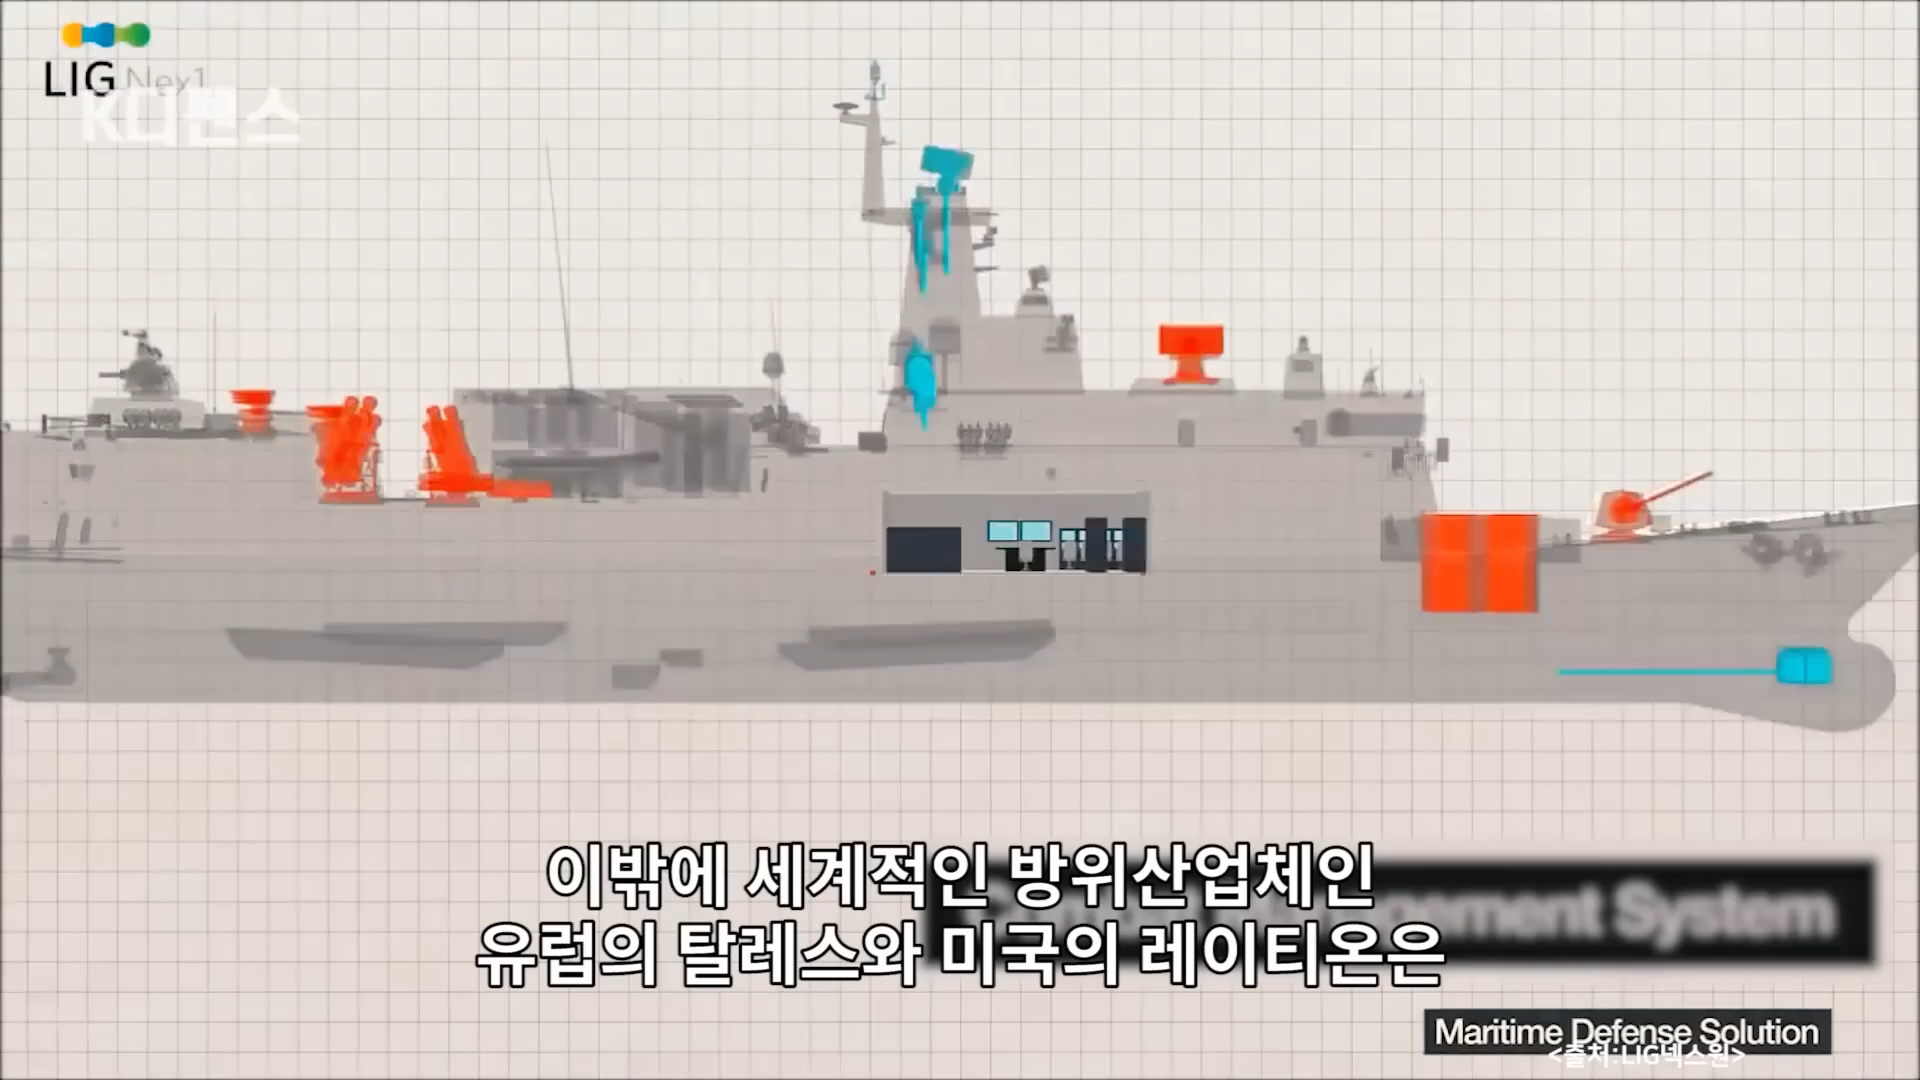 LIG Nex1
KC디펜스
이밖에 세계적인 방위산업체인
유럽의 탈레스와 미국의 레이티온은
System
Maritime Defense Solution
<출처:LIG넥스원>